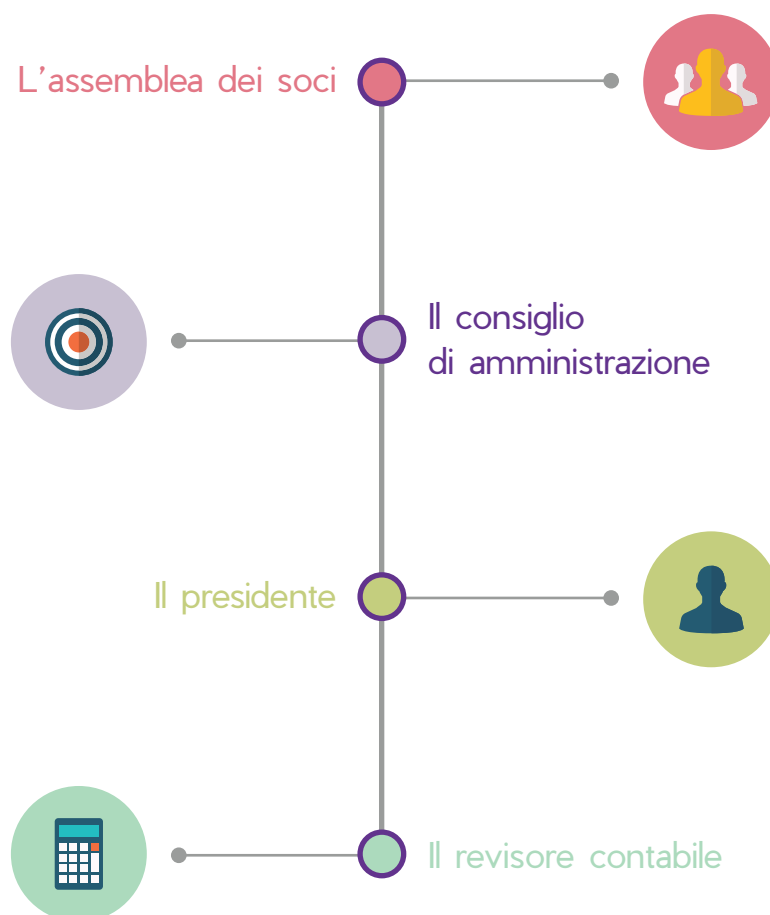 L'assemblea dei soci
Il consiglio
di amministrazione
Il presidente
Il revisore contabile